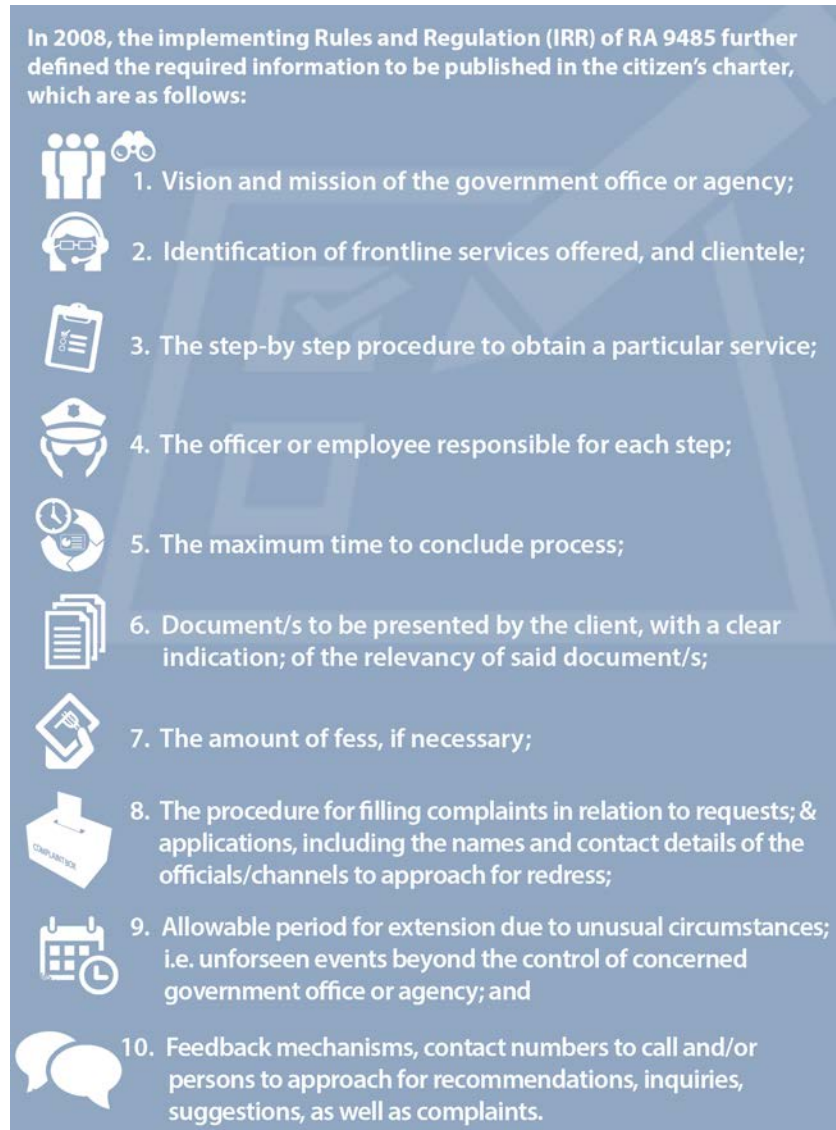 In 2008, the implementing Rules and Regulation (IRR) of RA 9485 further
defined the required information to be published in the citizen's charter,
which are as follows:
1. Vision and mission of the government office or agency;
2. Identification of frontline services offered, and clientele;
3. The step-by step procedure to obtain a particular service;
4. The officer or employee responsible for each step;
5. The maximum time to conclude process;
6. Document/s to be presented by the client, with a clear
indication; of the relevancy of said document/s;
7. The amount of fess, if necessary;
8. The procedure for filling complaints in relation to requests; &
applications, including the names and contact details of the
officials/channels to approach for redress;
COMPLAINT BOX
9. Allowable period for extension due to unusual circumstances;
i.e. unforseen events beyond the control of concerned
government office or agency; and
10. Feedback mechanisms, contact numbers to call and/or
persons to approach for recommendations, inquiries,
suggestions, as well as complaints.